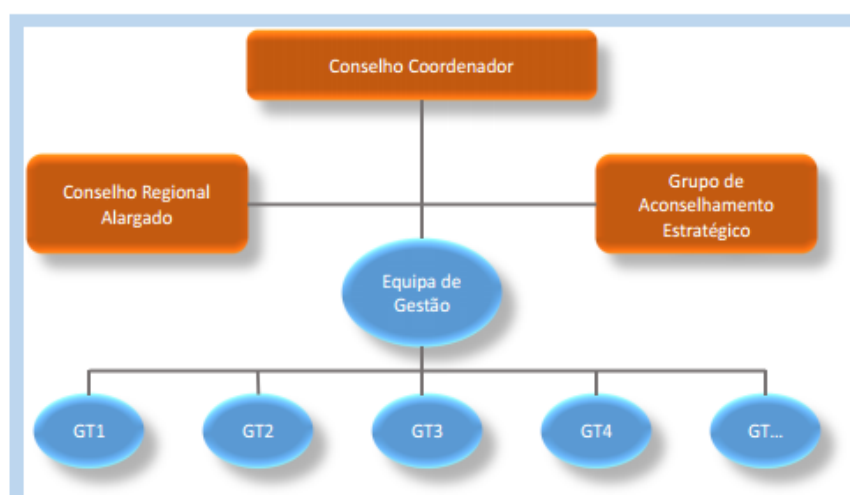 Conselho Coordenador
Conselho Regional
Alargado
Grupo de
Aconselhamento
Estratégico
Equipa de
Gestão
GT1
GT2
GT3
GT4
GT...